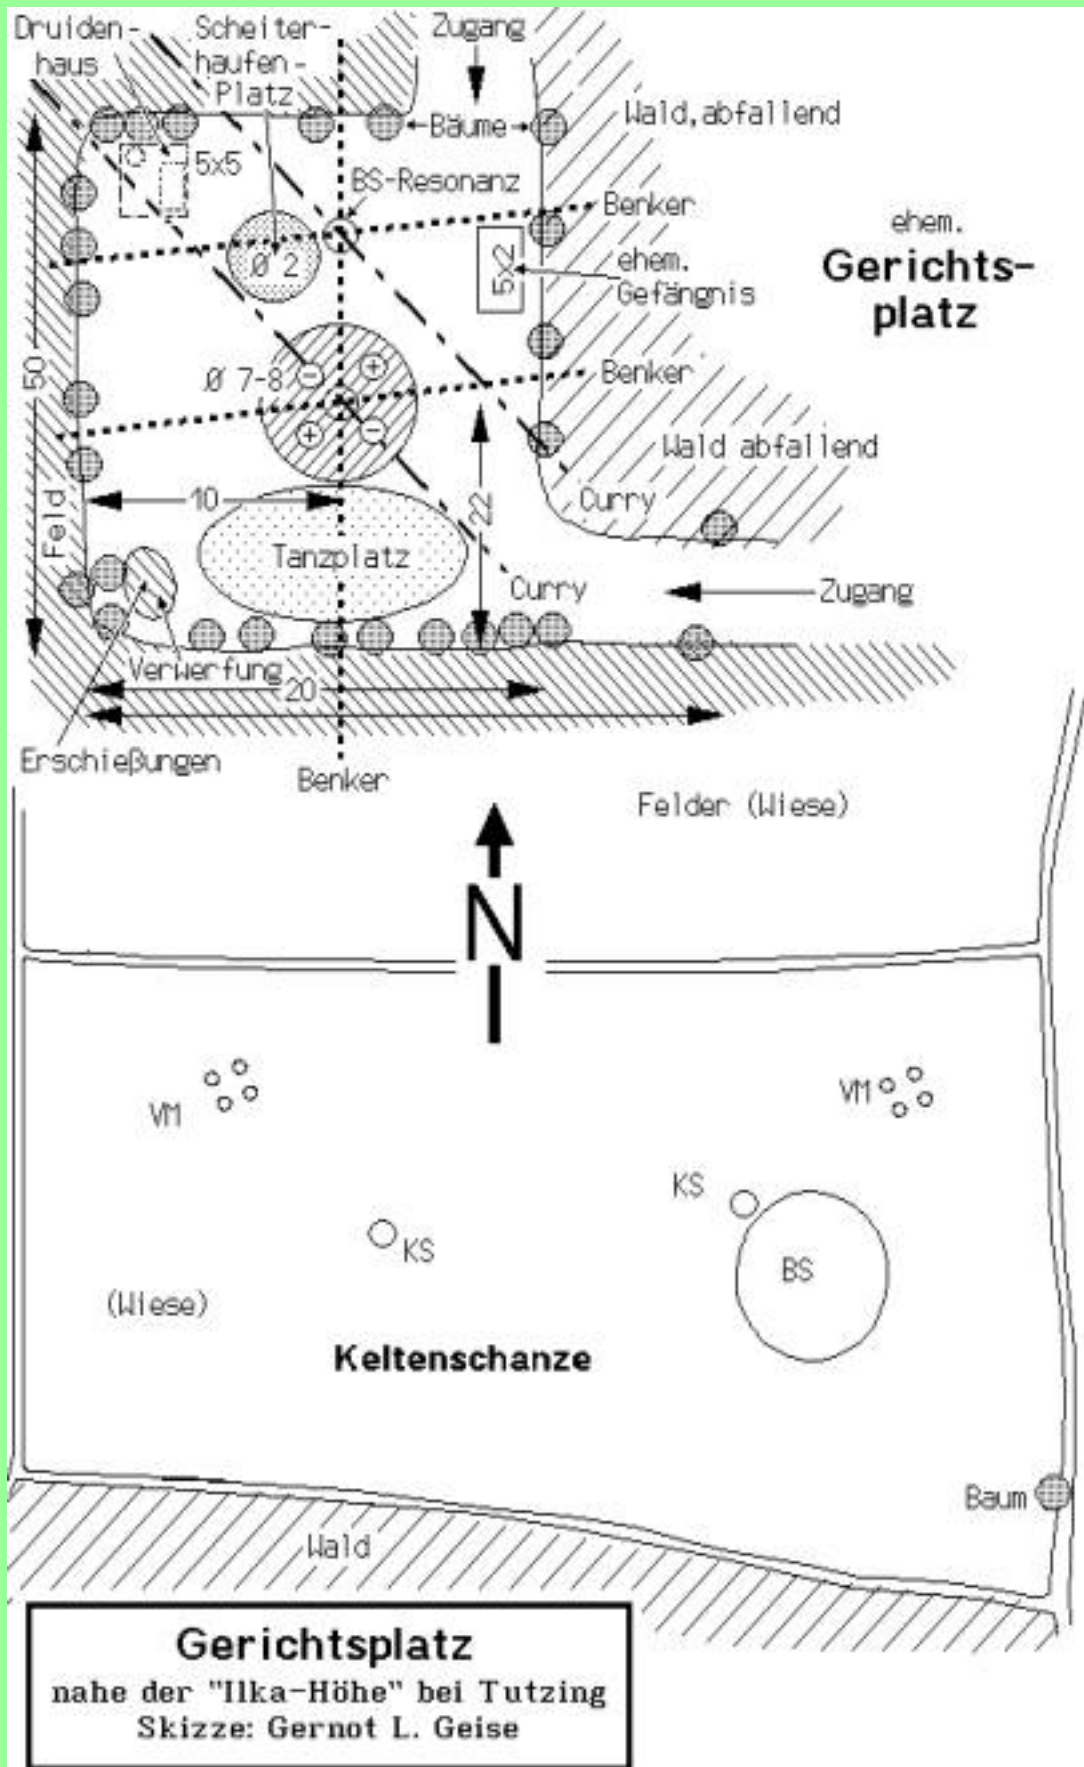 Druiden-
haus
Scheiter-
haufen-
Platz
Zugang
Bäume
Wald,abfallend
5x5
BS-Resonanz
Benker
ehem.
Gerichts-
platz
Ø 2
5x2
ehem.
Gefängnis
50
Ø 7-8
+
-
+
-
Benker
Wald abfallend
10
22
Curry
Feld
Tanzplatz
Curry
Zugang
Verwerfung
20
Erschießungen
Benker
Felder (Wiese)
N
VM
VM
KS
KS
BS
(Wiese)
Keltenschanze
Baum
Wald
Gerichtsplatz
nahe der "Ilka-Höhe" bei Tutzing
Skizze: Gernot L. Geise